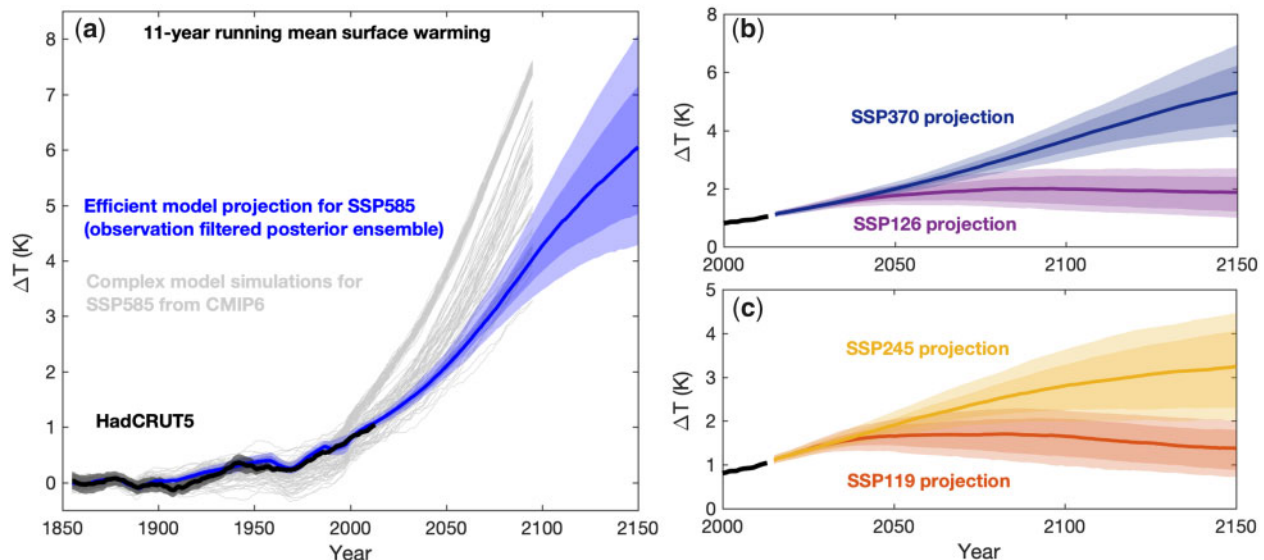 (a)
11-year running mean surface warming
8
7
6
5
4
3
2
1
0
ΔT (K)
Efficient model projection for SSP585
(observation filtered posterior ensemble)
Complex model simulations for
SSP585 from CMIP6
HadCRUT5
1850 1900 1950 2000 2050 2100 2150
Year
(b)
8
6
4
2
0
ΔT (K)
SSP370 projection
SSP126 projection
2000 2050 2100 2150
(c)
5
4
3
2
1
0
ΔT (K)
SSP245 projection
SSP119 projection
2000 2050 2100 2150
Year